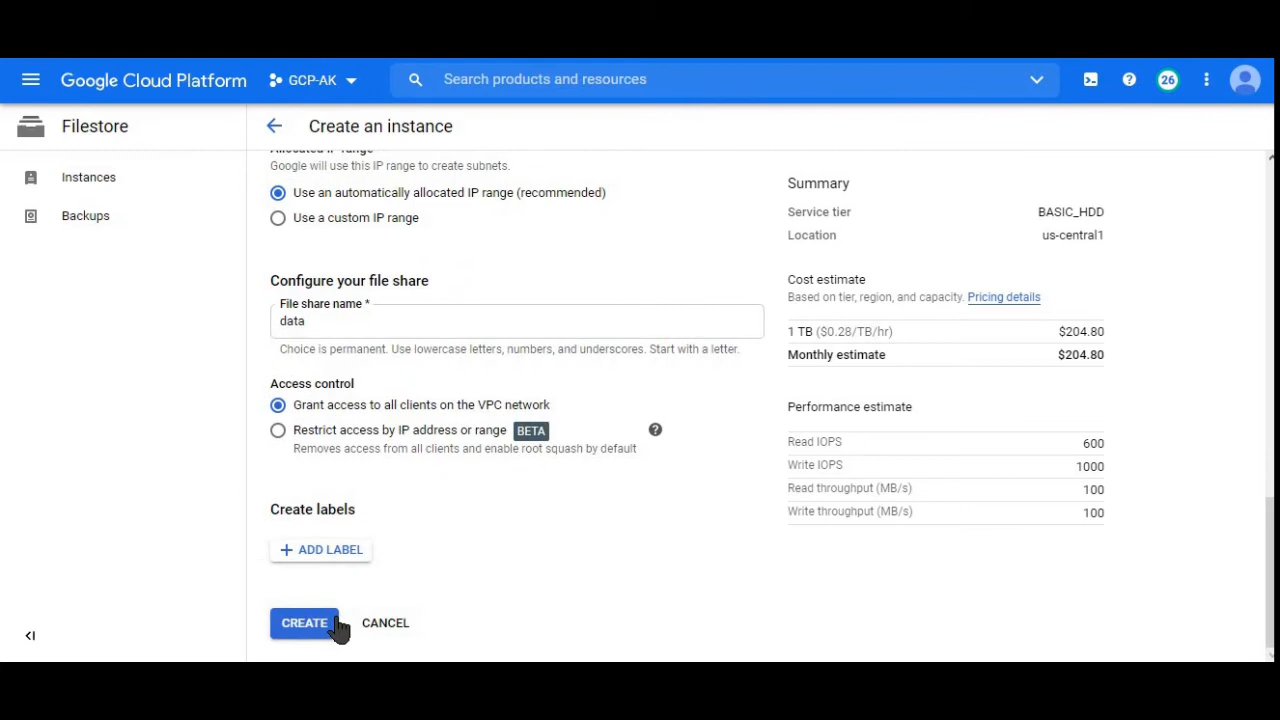 Google Cloud Platform
GCP-AK
Search products and resources
26
Filestore
Create an instance
Instances
Backups
Allocated IP range
Google will use this IP range to create subnets.
Use an automatically allocated IP range (recommended)
Use a custom IP range
Configure your file share
File share name *
data
Choice is permanent. Use lowercase letters, numbers, and underscores. Start with a letter.
Access control
Grant access to all clients on the VPC network
Restrict access by IP address or range BETA
Removes access from all clients and enable root squash by default
Create labels
+ ADD LABEL
CREATE CANCEL
Summary
Service tier BASIC_HDD
Location us-central1
Cost estimate
Based on tier, region, and capacity. Pricing details
1 TB ($0.28/TB/hr) $204.80
Monthly estimate $204.80
Performance estimate
Read IOPS 600
Write IOPS 1000
Read throughput (MB/s) 100
Write throughput (MB/s) 100